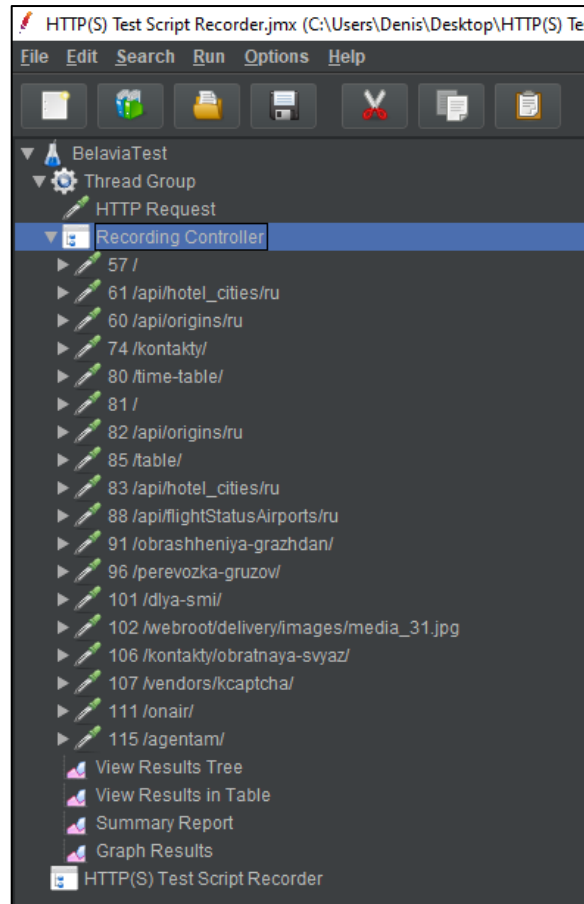 HTTP(S) Test Script Recorder.jmx (C:\Users\Denis\Desktop\HTTP(S) Te
File Edit Search Run Options Help
BelaviaTest
Thread Group
HTTP Request
Recording Controller
57 /
61 /api/hotel_cities/ru
60 /api/origins/ru
74 /kontakty/
80 /time-table/
81 /
82 /api/origins/ru
85 /table/
83 /api/hotel_cities/ru
88 /api/flightStatusAirports/ru
91 /obrashheniya-grazhdan/
96 /perevozka-gruzov/
101 /dlya-smi/
102 /webroot/delivery/images/media_31.jpg
106 /kontakty/obratnaya-svyaz/
107 /vendors/kcaptcha/
111 /onair/
115 /agentam/
View Results Tree
View Results in Table
Summary Report
Graph Results
HTTP(S) Test Script Recorder